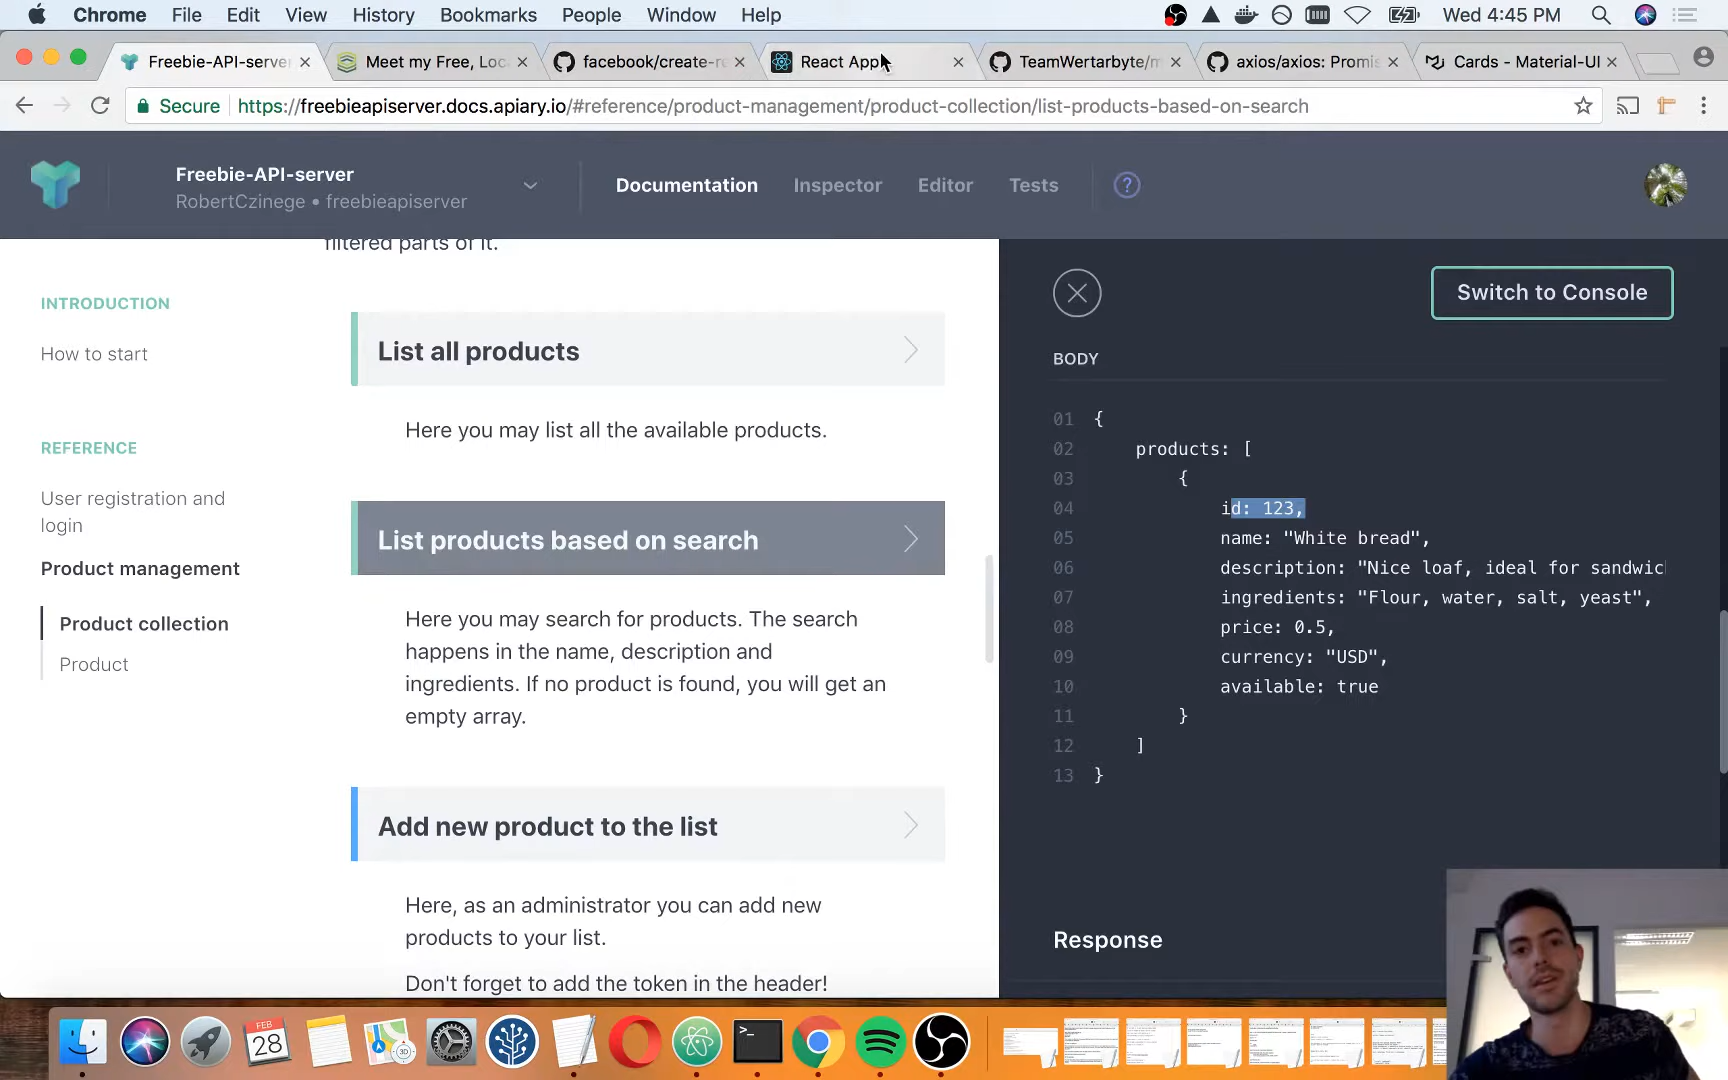 Chrome File Edit View History Bookmarks People Window Help
Wed 4:45 PM
Freebie-API-serve
Meet my Free, Loc
facebook/create-r
React App
TeamWertarbyte/m
axios/axios: Promi
Cards - Material-UI
Secure https://freebieapiserver.docs.apiary.io/#reference/product-management/product-collection/list-products-based-on-search
Freebie-API-server
RobertCzinege • freebieapiserver
Documentation
Inspector
Editor
Tests
?
filtered parts of it.
INTRODUCTION
How to start
REFERENCE
User registration and
login
Product management
Product collection
Product
List all products
Here you may list all the available products.
List products based on search
Here you may search for products. The search
happens in the name, description and
ingredients. If no product is found, you will get an
empty array.
Add new product to the list
Here, as an administrator you can add new
products to your list.
Don't forget to add the token in the header!
Switch to Console
BODY
01 {
02 products: [
03 {
04 id: 123,
05 name: "White bread",
06 description: "Nice loaf, ideal for sandwic
07 ingredients: "Flour, water, salt, yeast",
08 price: 0.5,
09 currency: "USD",
10 available: true
11 }
12 ]
13 }
Response
FEB
28
3D
>_